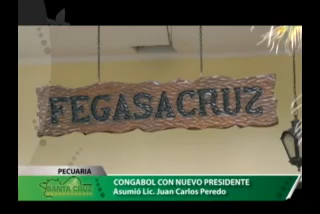 FEGASACRUZ
PECUARIA
CONGABOL CON NUEVO PRESIDENTE
Asumió Lic. Juan Carlos Peredo
SANTA CRUZ